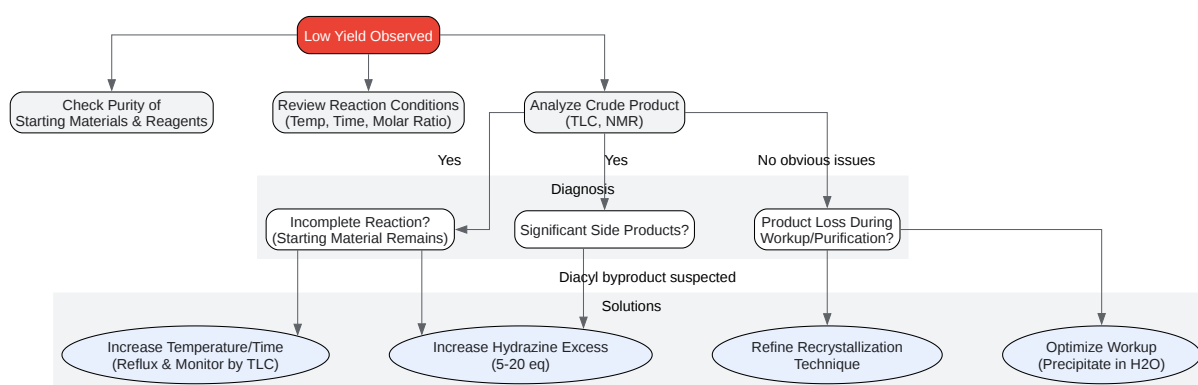 Low Yield Observed
Check Purity of
Starting Materials & Reagents
Review Reaction Conditions
(Temp, Time, Molar Ratio)
Analyze Crude Product
(TLC, NMR)
Yes
Yes
No obvious issues
Diagnosis
Incomplete Reaction?
(Starting Material Remains)
Significant Side Products?
Product Loss During
Workup/Purification?
Diacyl byproduct suspected
Solutions
Increase Temperature/Time
(Reflux & Monitor by TLC)
Increase Hydrazine Excess
(5-20 eq)
Refine Recrystallization
Technique
Optimize Workup
(Precipitate in H2O)